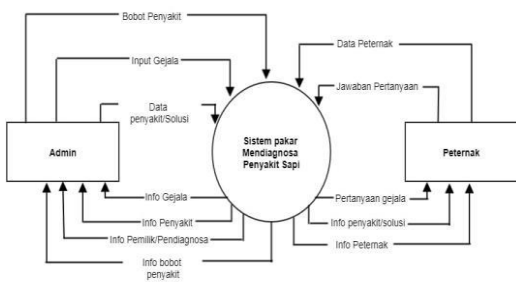 Bobot Penyakit
Data Peternak
Input Gejala
Jawaban Pertanyaan
Data
penyakit/Solusi
Admin
Sistem pakar
Mendiagnosa
Penyakit Sapi
Peternak
Info Gejala
Pertanyaan gejala
Info Penyakit
Info penyakit/solusi
Info Pemilik/Pendiagnosa
Info Peternak
Info bobot
penyakit